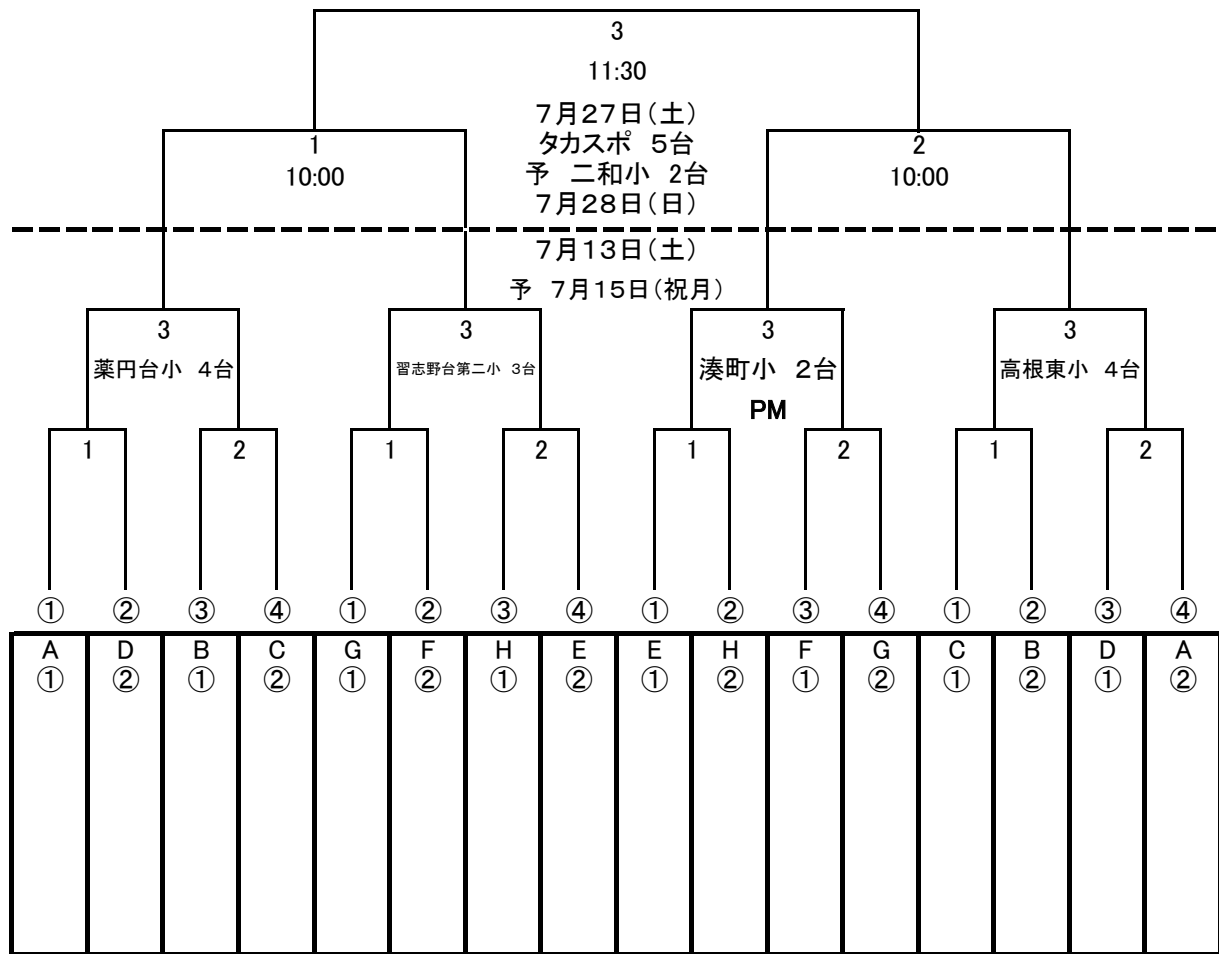 3
11:30
7月27日(土)
1 タカスポ 5台 2
10:00 予 二和小 2台 10:00
7月28日(日)
7月13日(土)
予 7月15日(祝月)
3 3 3 3
薬円台小 4台 習志野台第二小 3台 湊町小 2台 高根東小 4台
PM
1 2 1 2 1 2 1 2
① ② ③ ④ ① ② ③ ④ ① ② ③ ④ ① ② ③ ④
A D B C G F H E E H F G C B D A
① ② ① ② ① ② ① ② ① ② ① ② ① ② ① ②